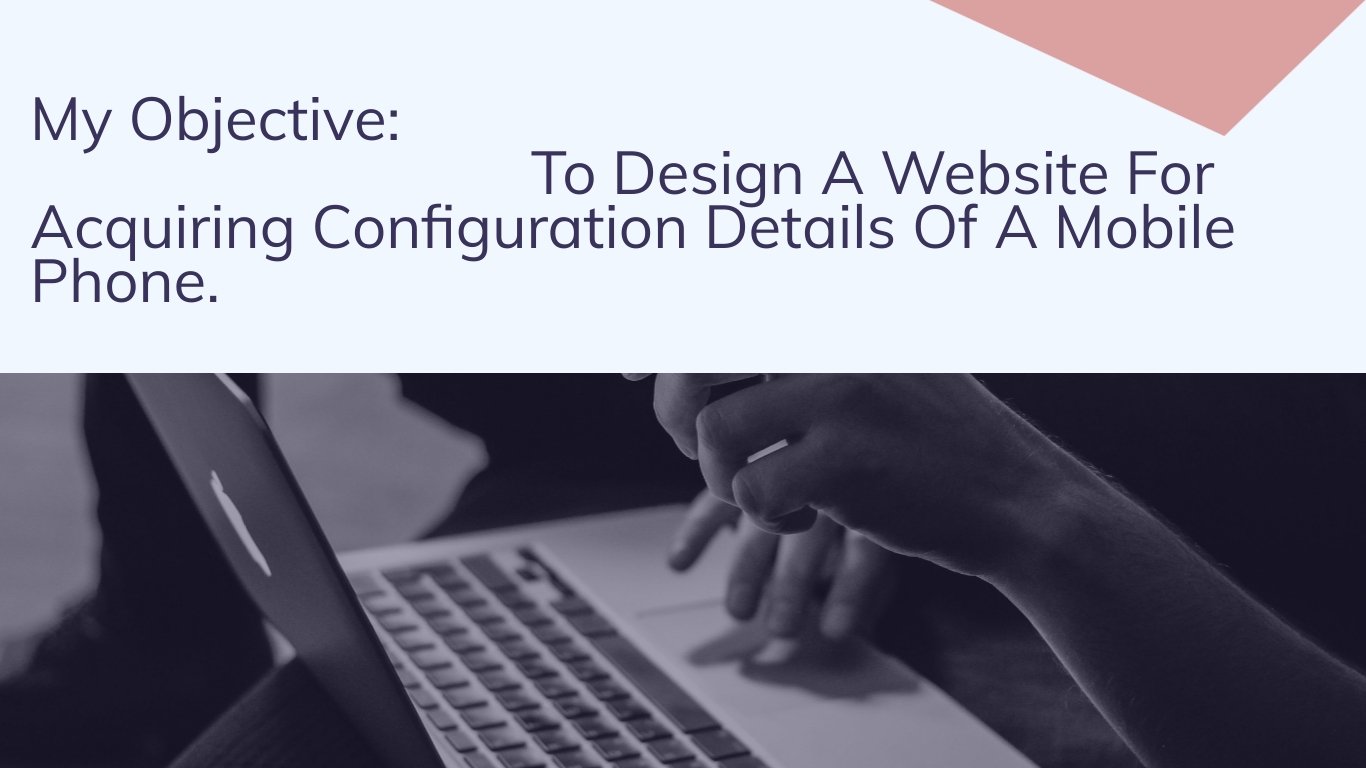 My Objective:
To Design A Website For
Acquiring Configuration Details Of A Mobile
Phone.